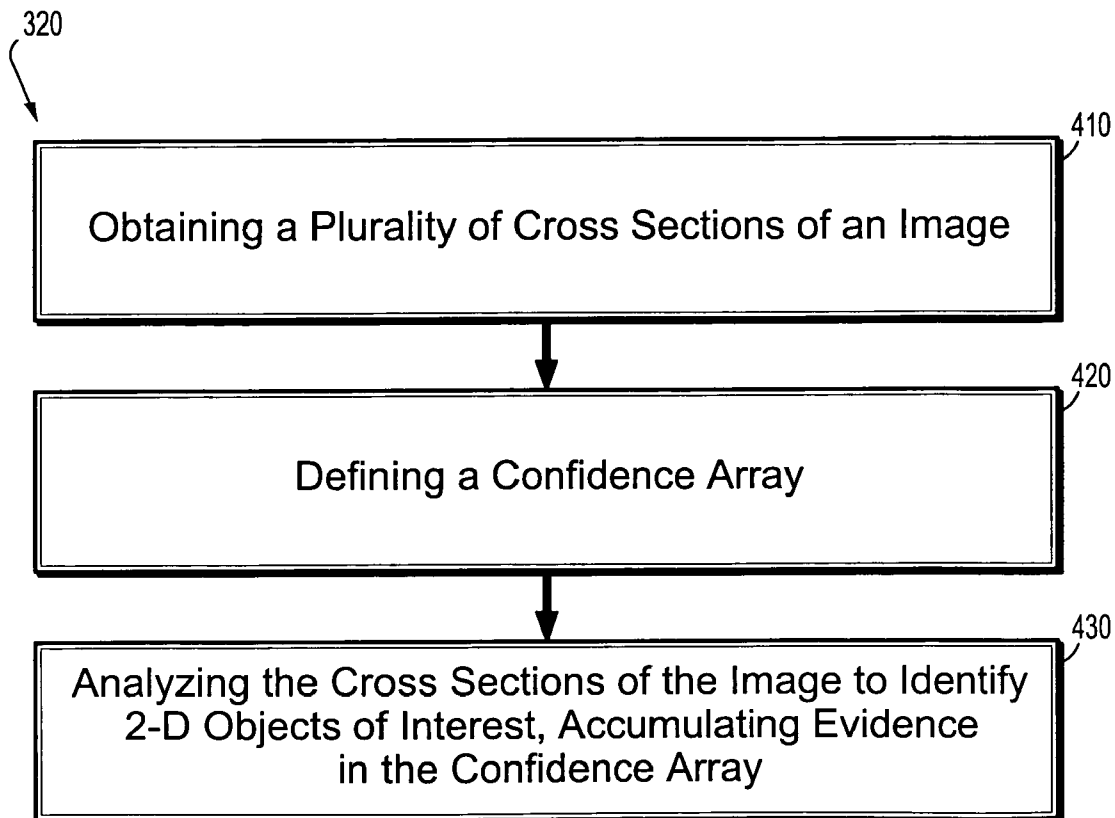 320
410
Obtaining a Plurality of Cross Sections of an Image
420
Defining a Confidence Array
430
Analyzing the Cross Sections of the Image to Identify
2-D Objects of Interest, Accumulating Evidence
in the Confidence Array